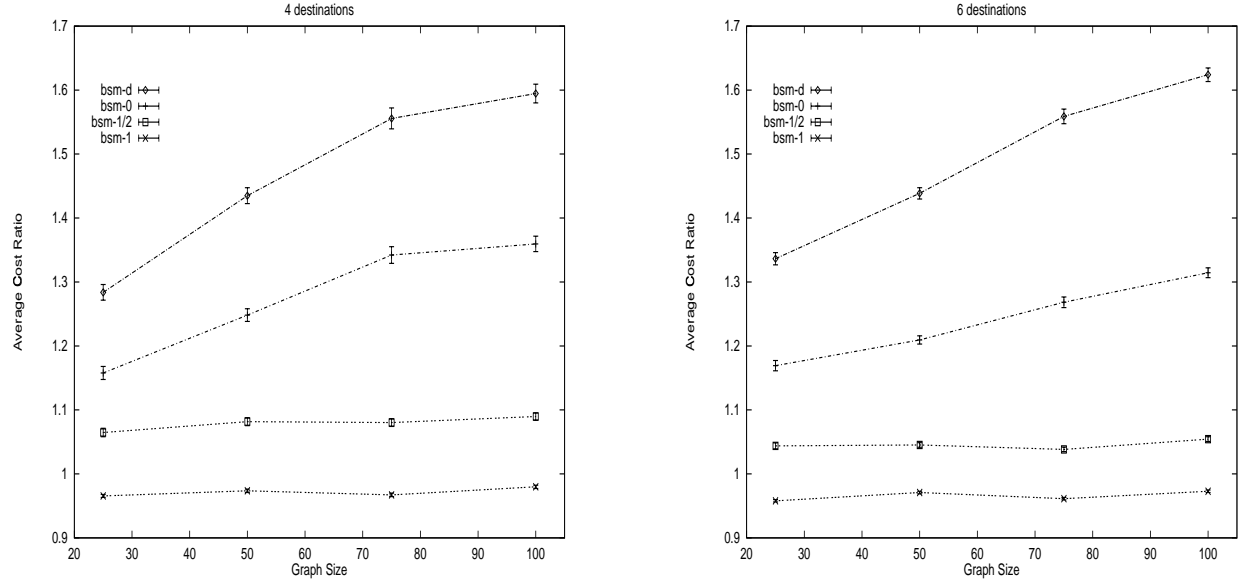 4 destinations
1.7
1.6
1.5
1.4
1.3
1.2
1.1
1
0.9
Average Cost Ratio
bsm-d
bsm-0
bsm-1/2
bsm-1
20 30 40 50 60 70 80 90 100
Graph Size
6 destinations
1.7
1.6
1.5
1.4
1.3
1.2
1.1
1
0.9
Average Cost Ratio
bsm-d
bsm-0
bsm-1/2
bsm-1
20 30 40 50 60 70 80 90 100
Graph Size